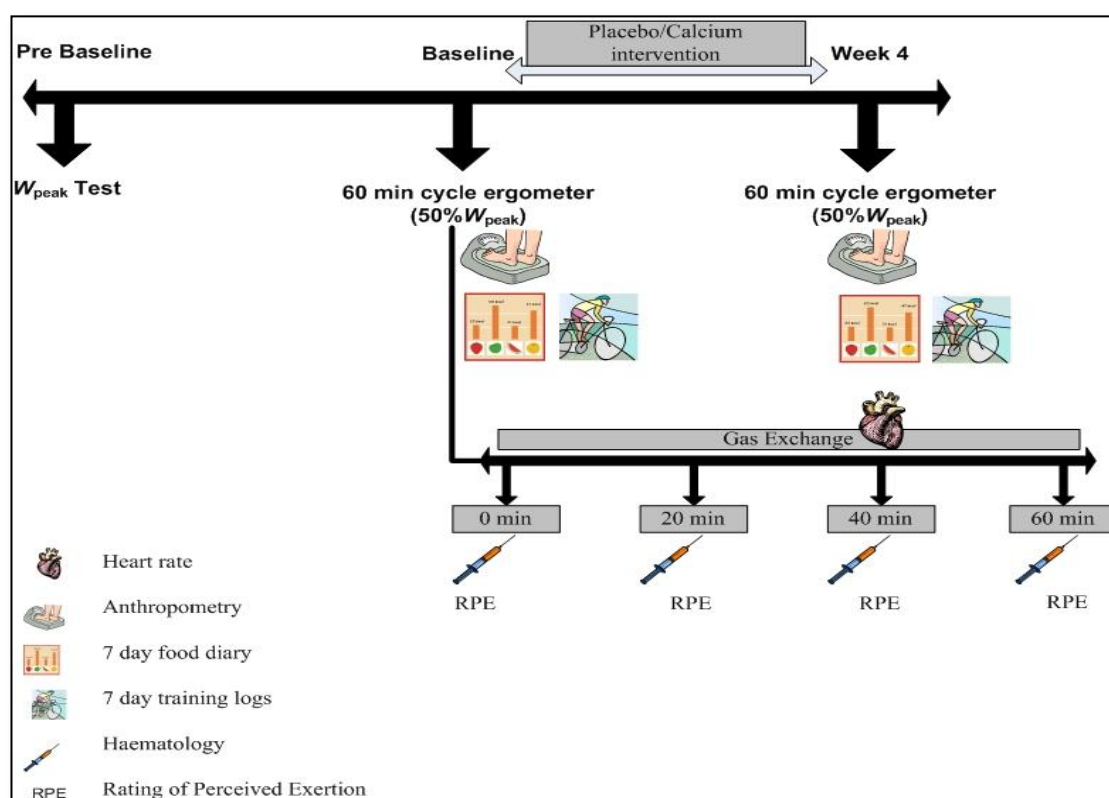 Placebo/Calcium
intervention
Pre Baseline
Baseline
Week 4
Wpeak Test
60 min cycle ergometer
(50%Wpeak)
60 min cycle ergometer
(50%Wpeak)
Gas Exchange
0 min
20 min
40 min
60 min
RPE
RPE
RPE
RPE
Heart rate
Anthropometry
7 day food diary
7 day training logs
Haematology
RPE Rating of Perceived Exertion